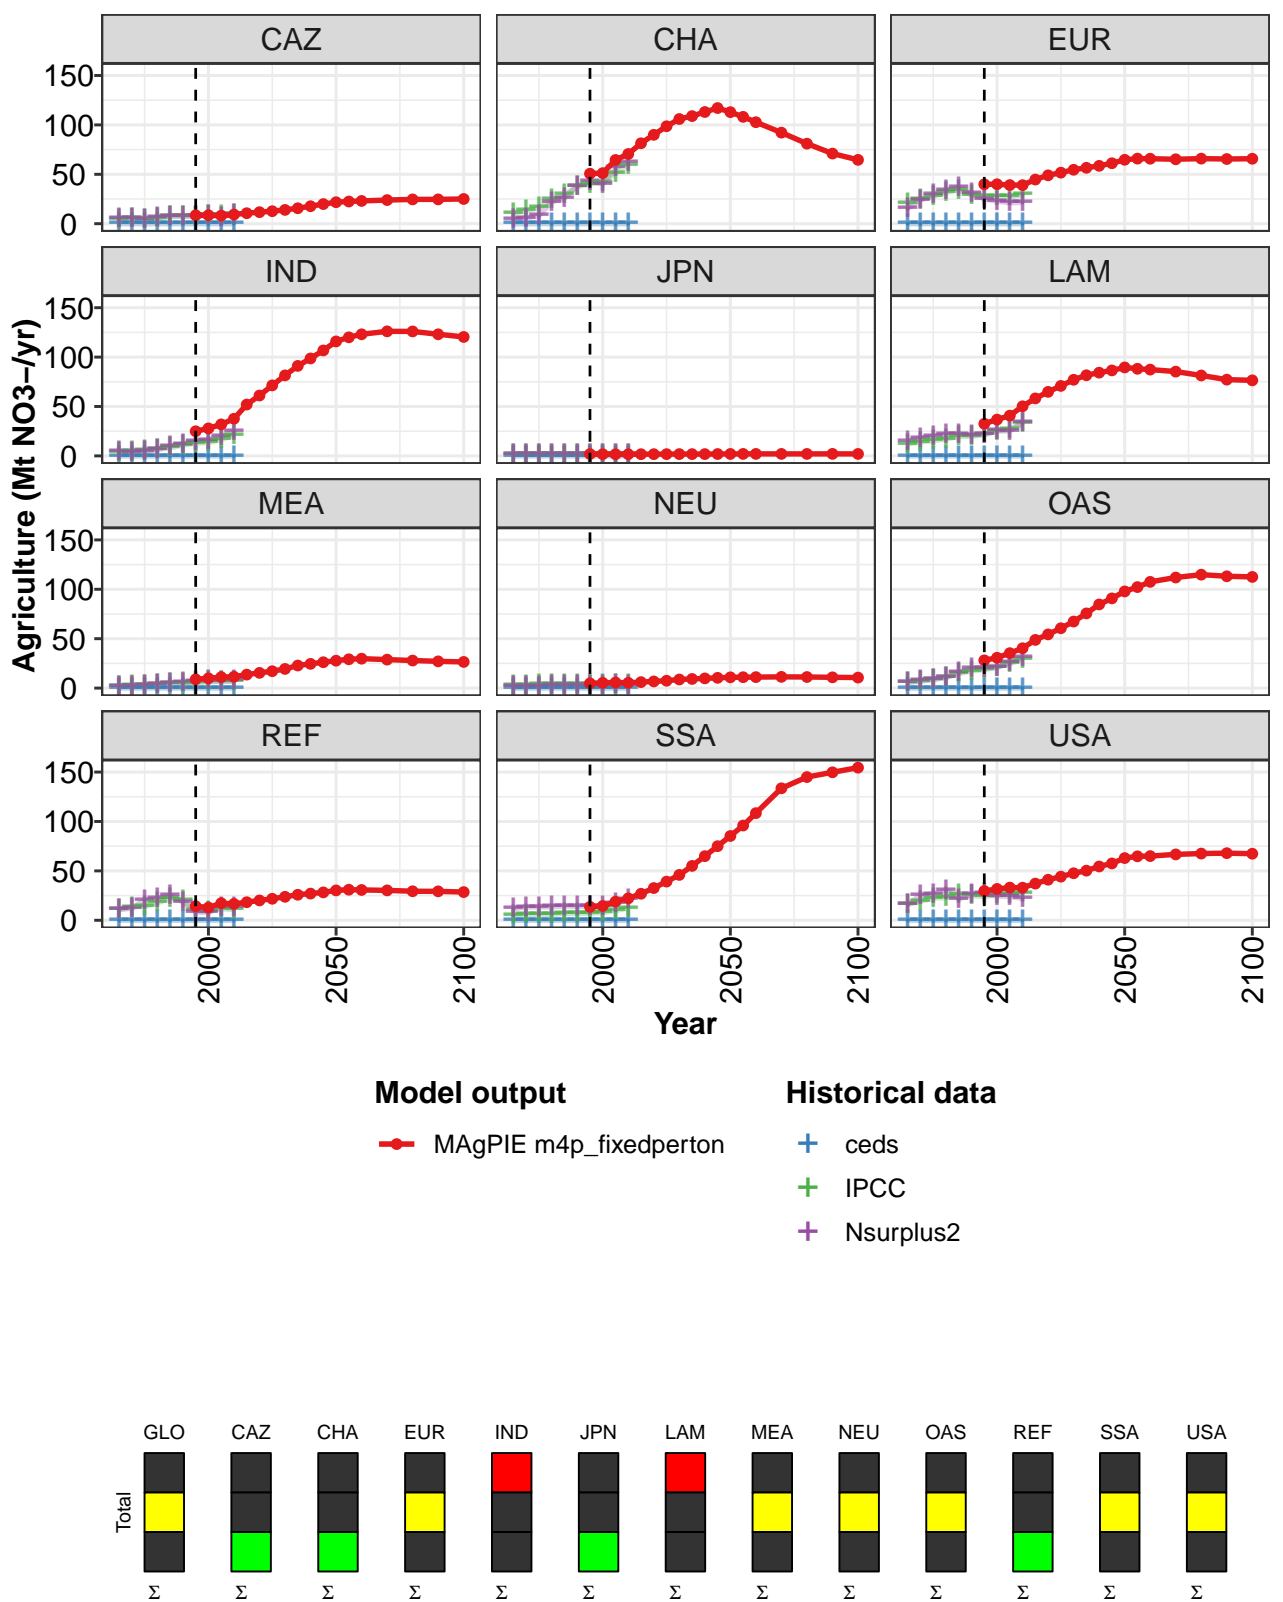 CAZ CHA EUR
150
100
50
0
IND JPN LAM
150
100
50
0
MEA NEU OAS
150
100
50
0
REF SSA USA
150
100
50
0
Agriculture (Mt NO3−/yr)
2000 2050 2100 2000 2050 2100 2000 2050 2100
Year
Model output
MAgPIE m4p_fixedperton
Historical data
ceds
IPCC
Nsurplus2
GLO CAZ CHA EUR IND JPN LAM MEA NEU OAS REF SSA USA
Total
Σ Σ Σ Σ Σ Σ Σ Σ Σ Σ Σ Σ Σ